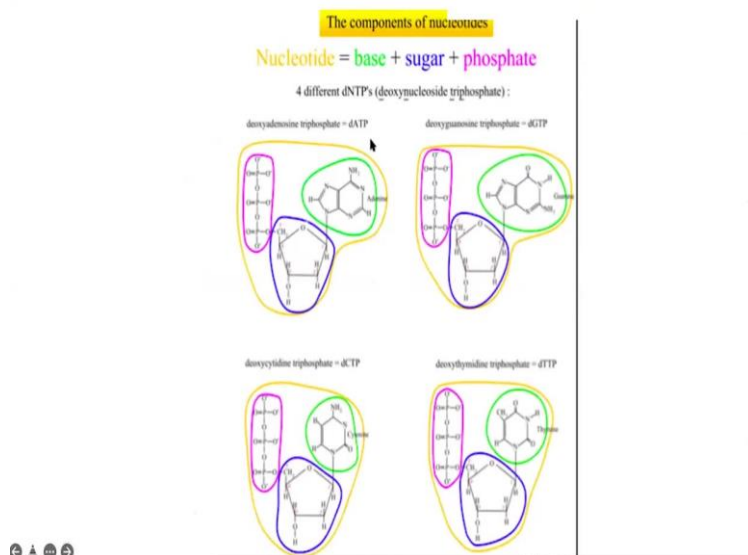 The components of nucleotides
Nucleotide = base + sugar + phosphate
4 different dNTP's (deoxynucleoside triphosphate) :
deoxyadenosine triphosphate = dATP
deoxyguanosine triphosphate = dGTP
Adenine
Guanine
deoxycytidine triphosphate = dCTP
deoxythymidine triphosphate = dTTP
Cytosine
Thymine